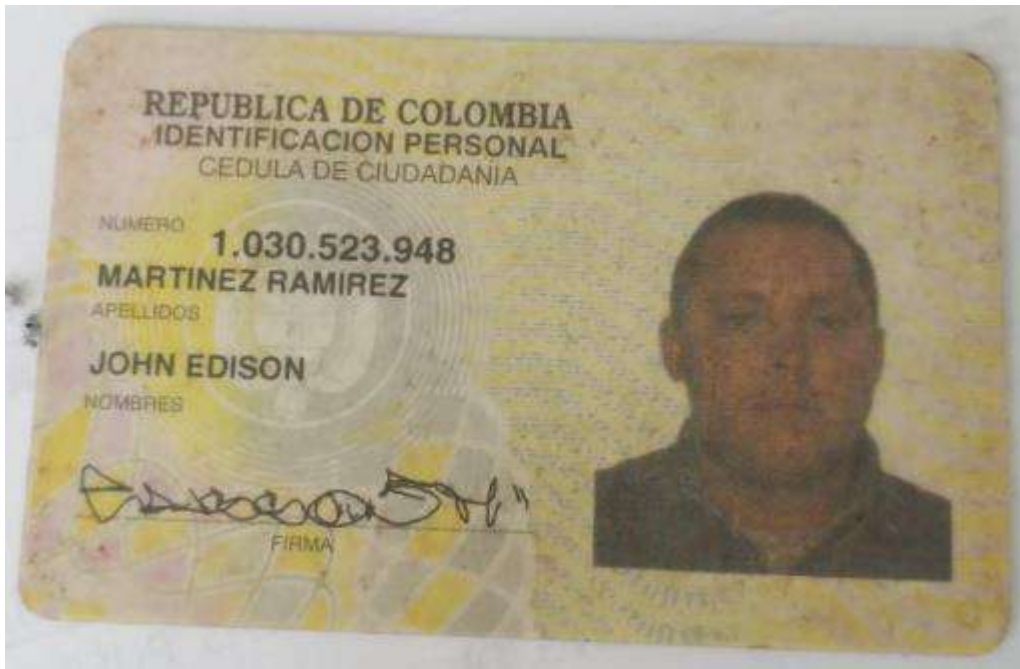 REPUBLICA DE COLOMBIA
IDENTIFICACION PERSONAL
CEDULA DE CIUDADANIA
NUMERO 1.030.523.948
MARTINEZ RAMIREZ
APELLIDOS
JOHN EDISON
NOMBRES
FIRMA